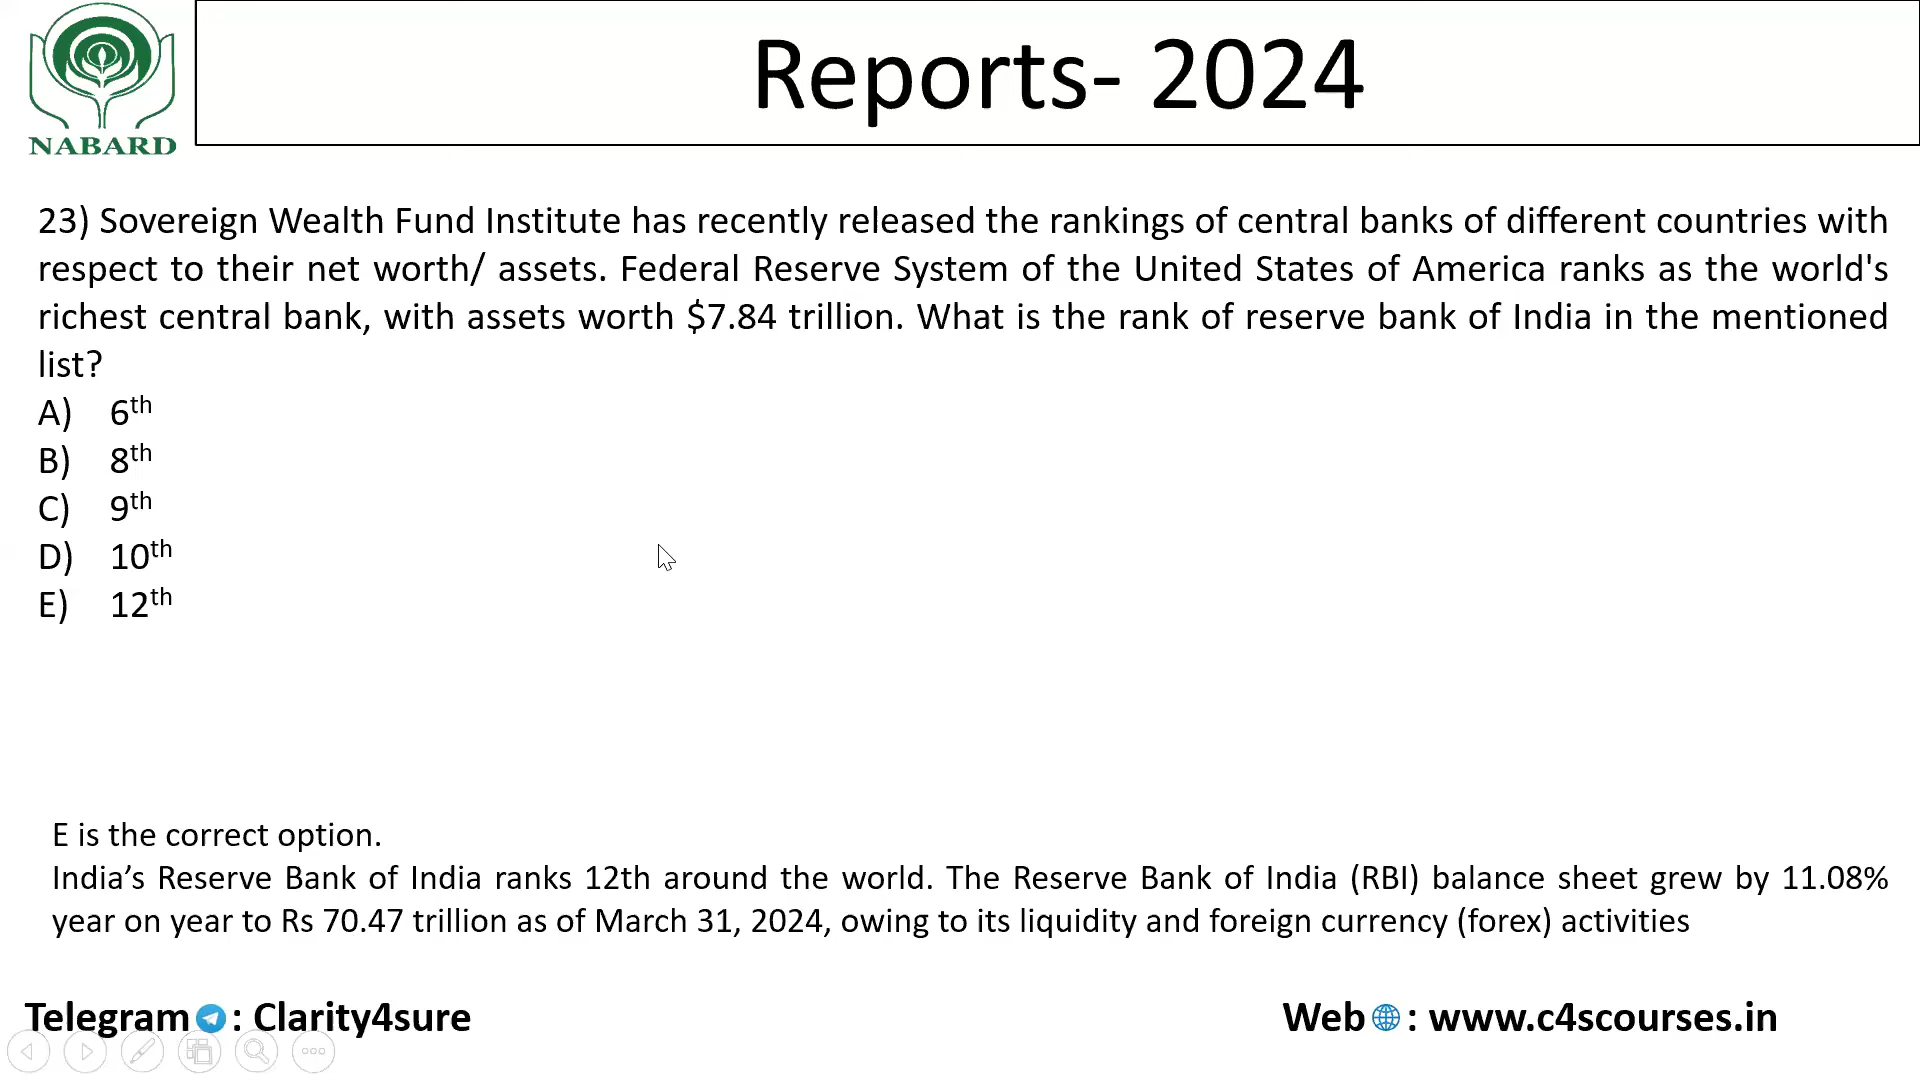 NABARD
Reports- 2024
23) Sovereign Wealth Fund Institute has recently released the rankings of central banks of different countries with
respect to their net worth/ assets. Federal Reserve System of the United States of America ranks as the world's
richest central bank, with assets worth $7.84 trillion. What is the rank of reserve bank of India in the mentioned
list?
A) 6th
B) 8th
C) 9th
D) 10th
E) 12th
E is the correct option.
India’s Reserve Bank of India ranks 12th around the world. The Reserve Bank of India (RBI) balance sheet grew by 11.08%
year on year to Rs 70.47 trillion as of March 31, 2024, owing to its liquidity and foreign currency (forex) activities
Telegram : Clarity4sure
Web : www.c4scourses.in